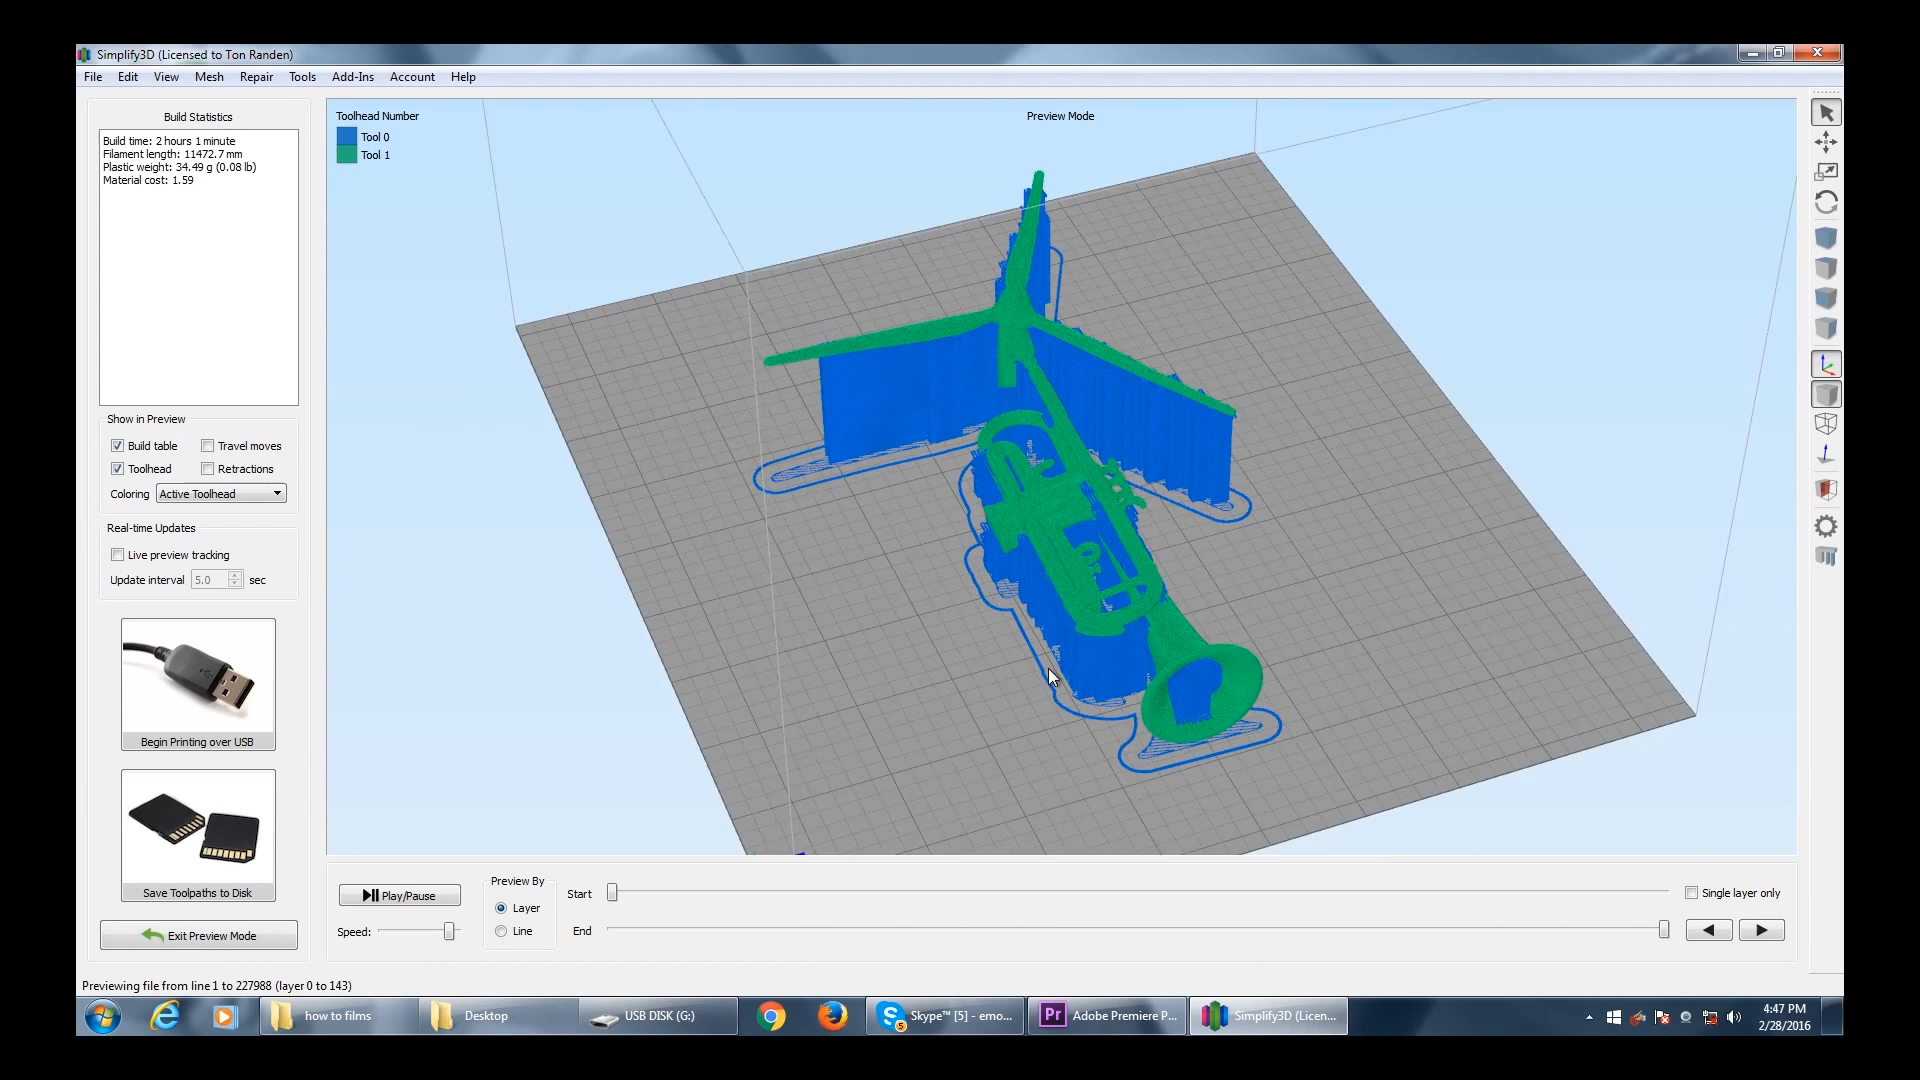 Simplify3D (Licensed to Ton Randen)
File Edit View Mesh Repair Tools Add-Ins Account Help
Build Statistics
Build time: 2 hours 1 minute
Filament length: 11472.7 mm
Plastic weight: 34.49 g (0.08 lb)
Material cost: 1.59
Show in Preview
Build table
Travel moves
Toolhead
Retractions
Coloring
Active Toolhead
Real-time Updates
Live preview tracking
Update interval 5.0 sec
Begin Printing over USB
Save Toolpaths to Disk
Exit Preview Mode
Toolhead Number
Tool 0
Tool 1
Preview Mode
Play/Pause
Speed:
Preview By
Layer
Line
Start
End
Single layer only
Previewing file from line 1 to 227988 (layer 0 to 143)
how to films
Desktop
USB DISK (G:)
5
Skype™ [5] - emo...
Pr
Adobe Premiere P...
Simplify3D (Licen...
4:47 PM
2/28/2016